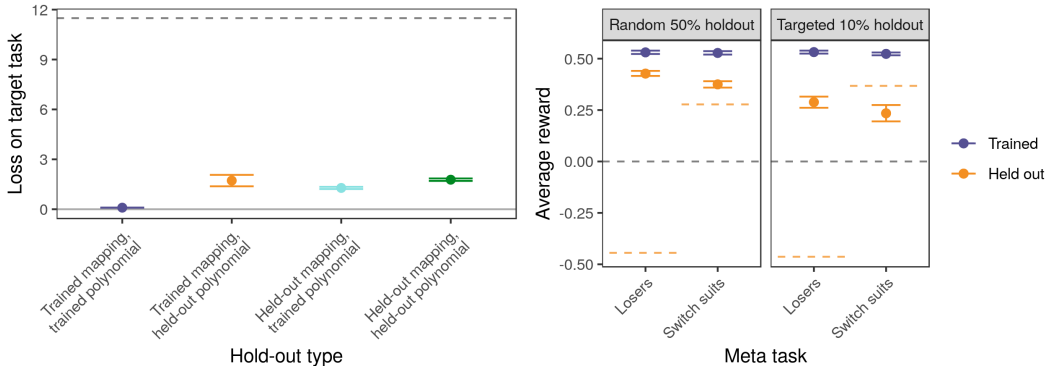 Loss on target task
12
9
6
3
0
Trained mapping,
trained polynomial
Trained mapping,
held-out polynomial
Held-out mapping,
trained polynomial
Held-out mapping,
held-out polynomial
Hold-out type
Average reward
Random 50% holdout
Targeted 10% holdout
0.50
0.25
0.00
-0.25
-0.50
Losers
Switch suits
Losers
Switch suits
Meta task
Trained
Held out